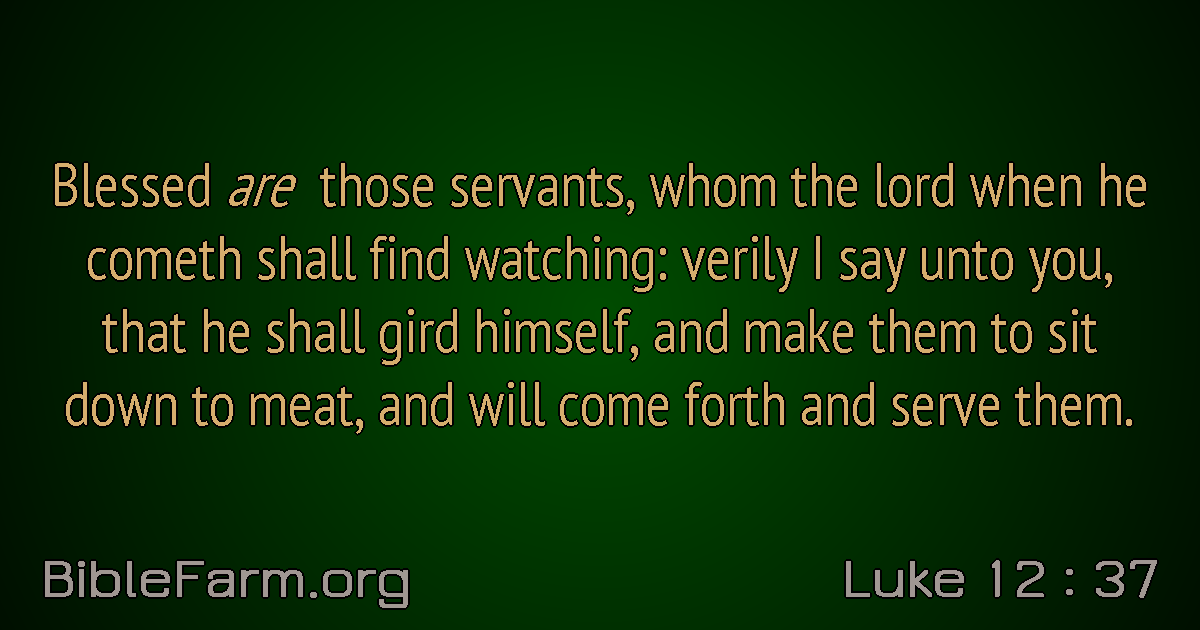 Blessed are those servants, whom the lord when he
cometh shall find watching: verily I say unto you,
that he shall gird himself, and make them to sit
down to meat, and will come forth and serve them.
BibleFarm.org
Luke 12 : 37